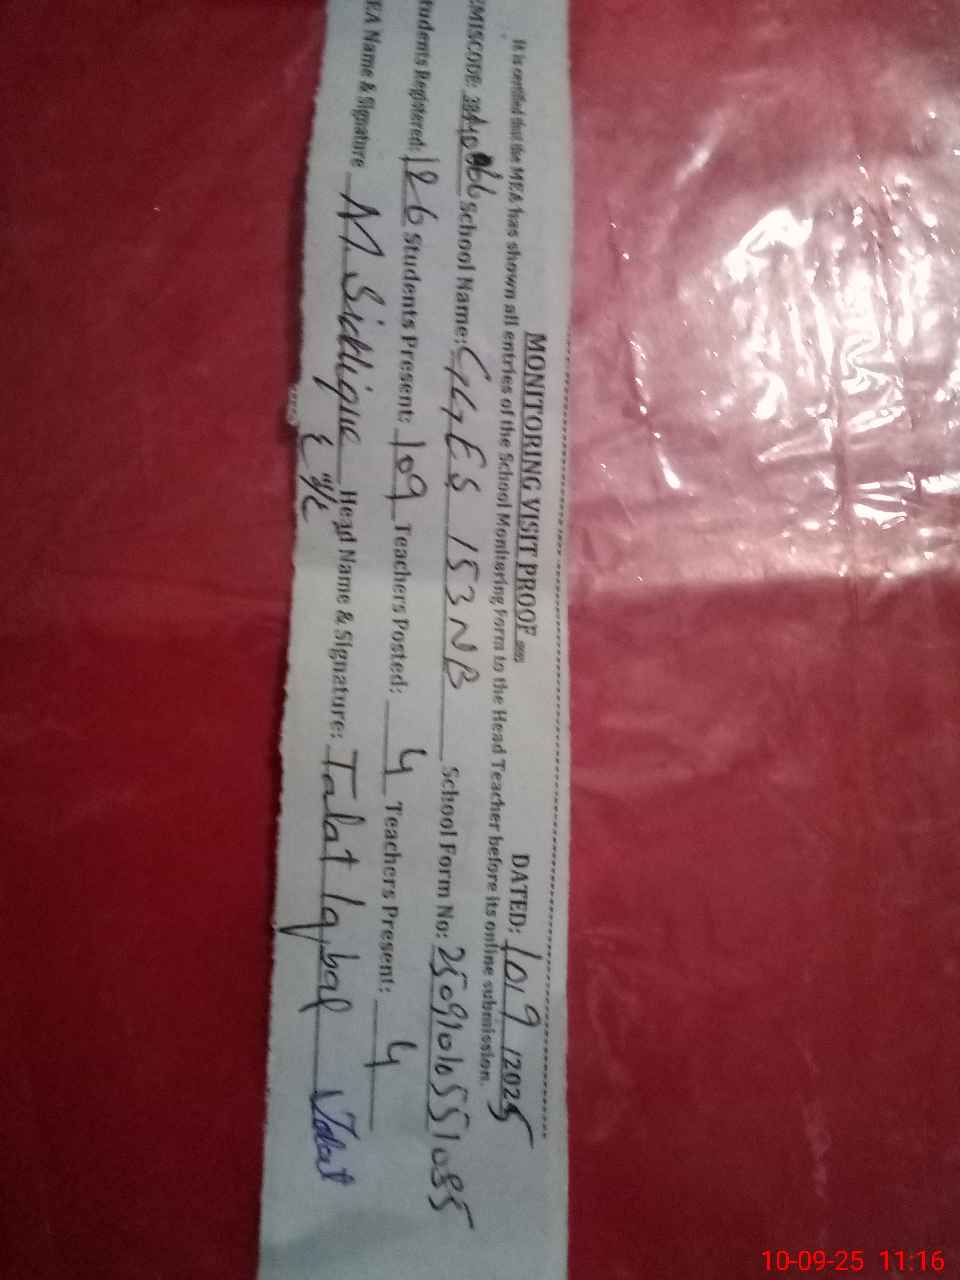 MONITORING VISIT PROOF DATED: 10/9/2025
It is certified that the MEA has shown all entries of the School Monitoring Form to the Head Teacher before its online submission.
EMISCODE: School Name: GGES 153NB School Form No:
tudents Registered: 126 Students Present: 109 Teachers Posted: 4 Teachers Present: 4
EA Name & Signature M Siddique Head Name & Signature: Talat Iqbal Talat
10-09-25 11:16